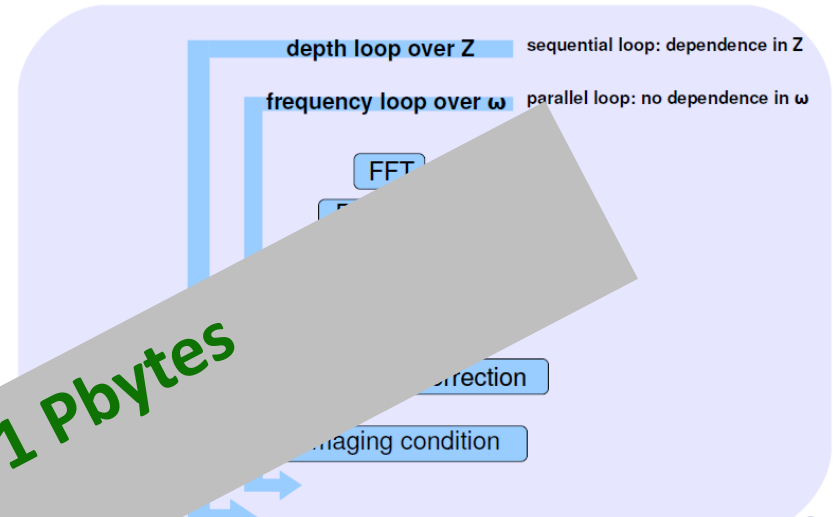 depth loop over Z
sequential loop: dependence in Z
frequency loop over ω
parallel loop: no dependence in ω
FFT
1 Pbytes
rrection
maging condition